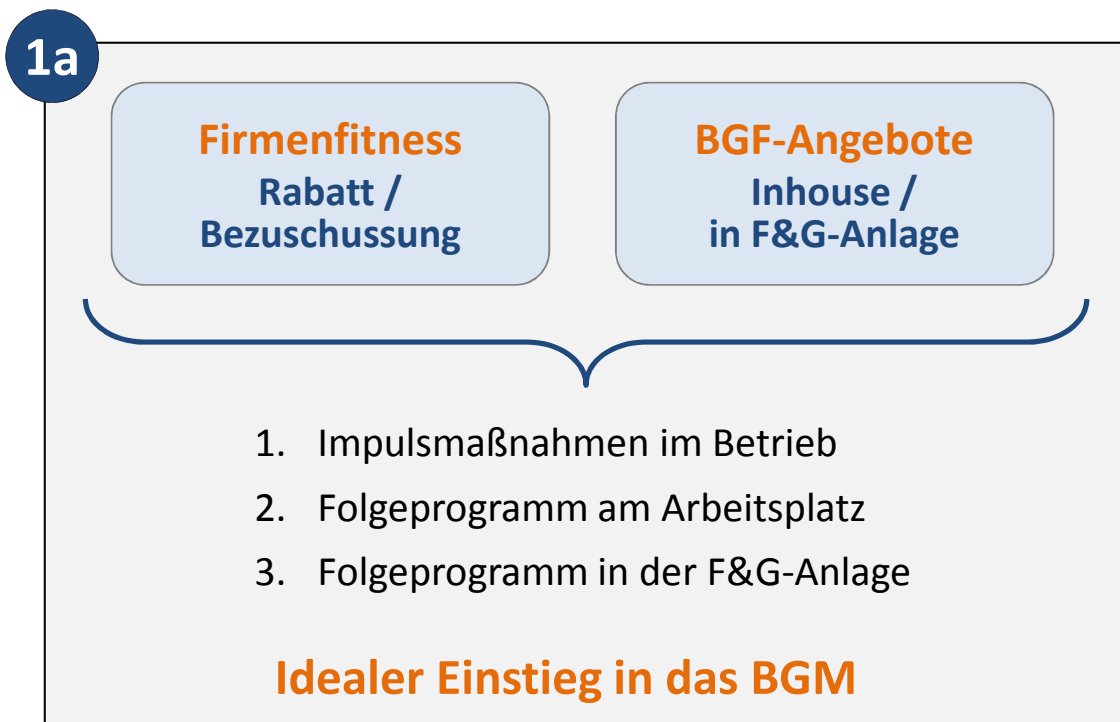 1a
Firmenfitness
Rabatt /
Bezuschussung
BGF-Angebote
Inhouse /
in F&G-Anlage
1. Impulsmaßnahmen im Betrieb
2. Folgeprogramm am Arbeitsplatz
3. Folgeprogramm in der F&G-Anlage
Idealer Einstieg in das BGM